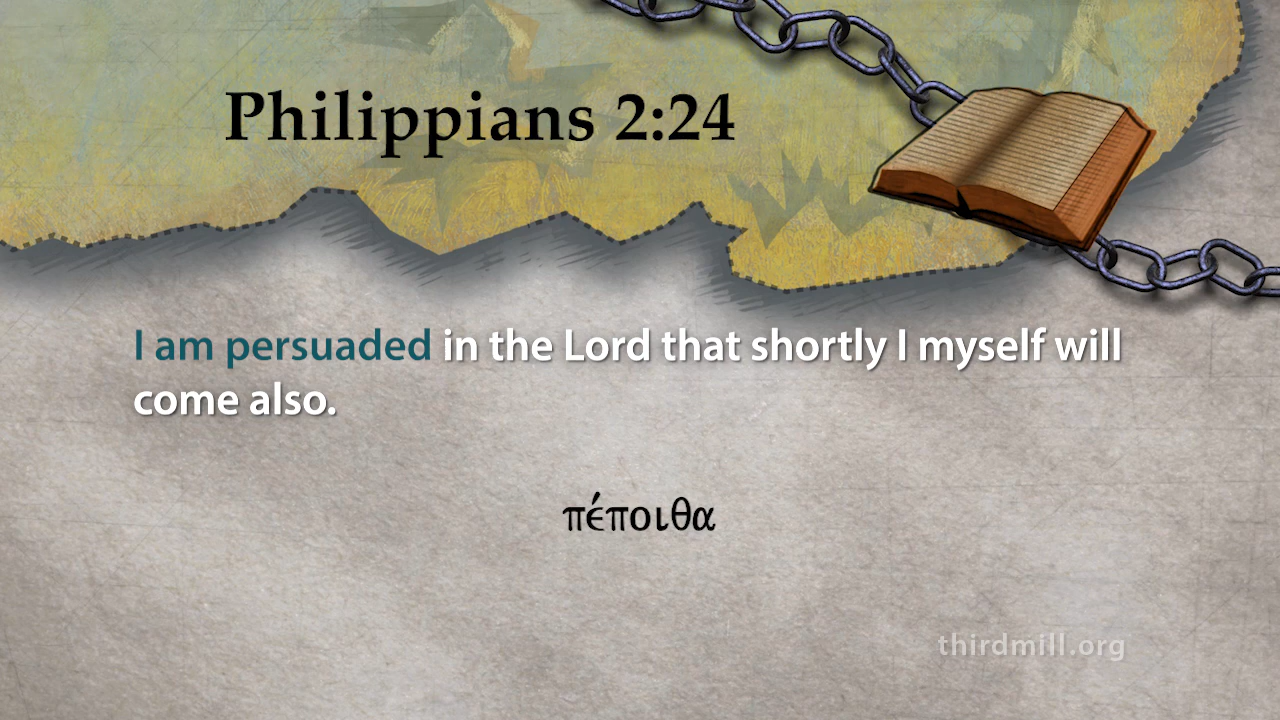 Philippians 2:24
I am persuaded in the Lord that shortly I myself will
come also.
πέποιθα
thirdmill.org